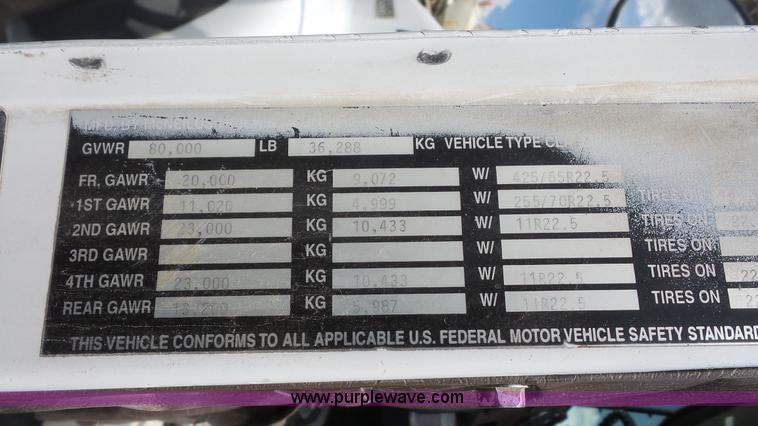 GVWR 80,000 LB 36,288 KG VEHICLE TYPE
FR, GAWR 20,000 KG 9,072 W/ 425/65R22.5
1ST GAWR 11,020 KG 4,999 W/ 255/70R22.5 TIRES ON
2ND GAWR 23,000 KG 10,433 W/ 11R22.5 TIRES ON
3RD GAWR KG W/ TIRES ON
4TH GAWR 23,000 KG 10,433 W/ 11R22.5 TIRES ON
REAR GAWR 13,200 KG 5,987 W/ 11R22.5 TIRES ON
THIS VEHICLE CONFORMS TO ALL APPLICABLE U.S. FEDERAL MOTOR VEHICLE SAFETY STANDARD
www.purplewave.com